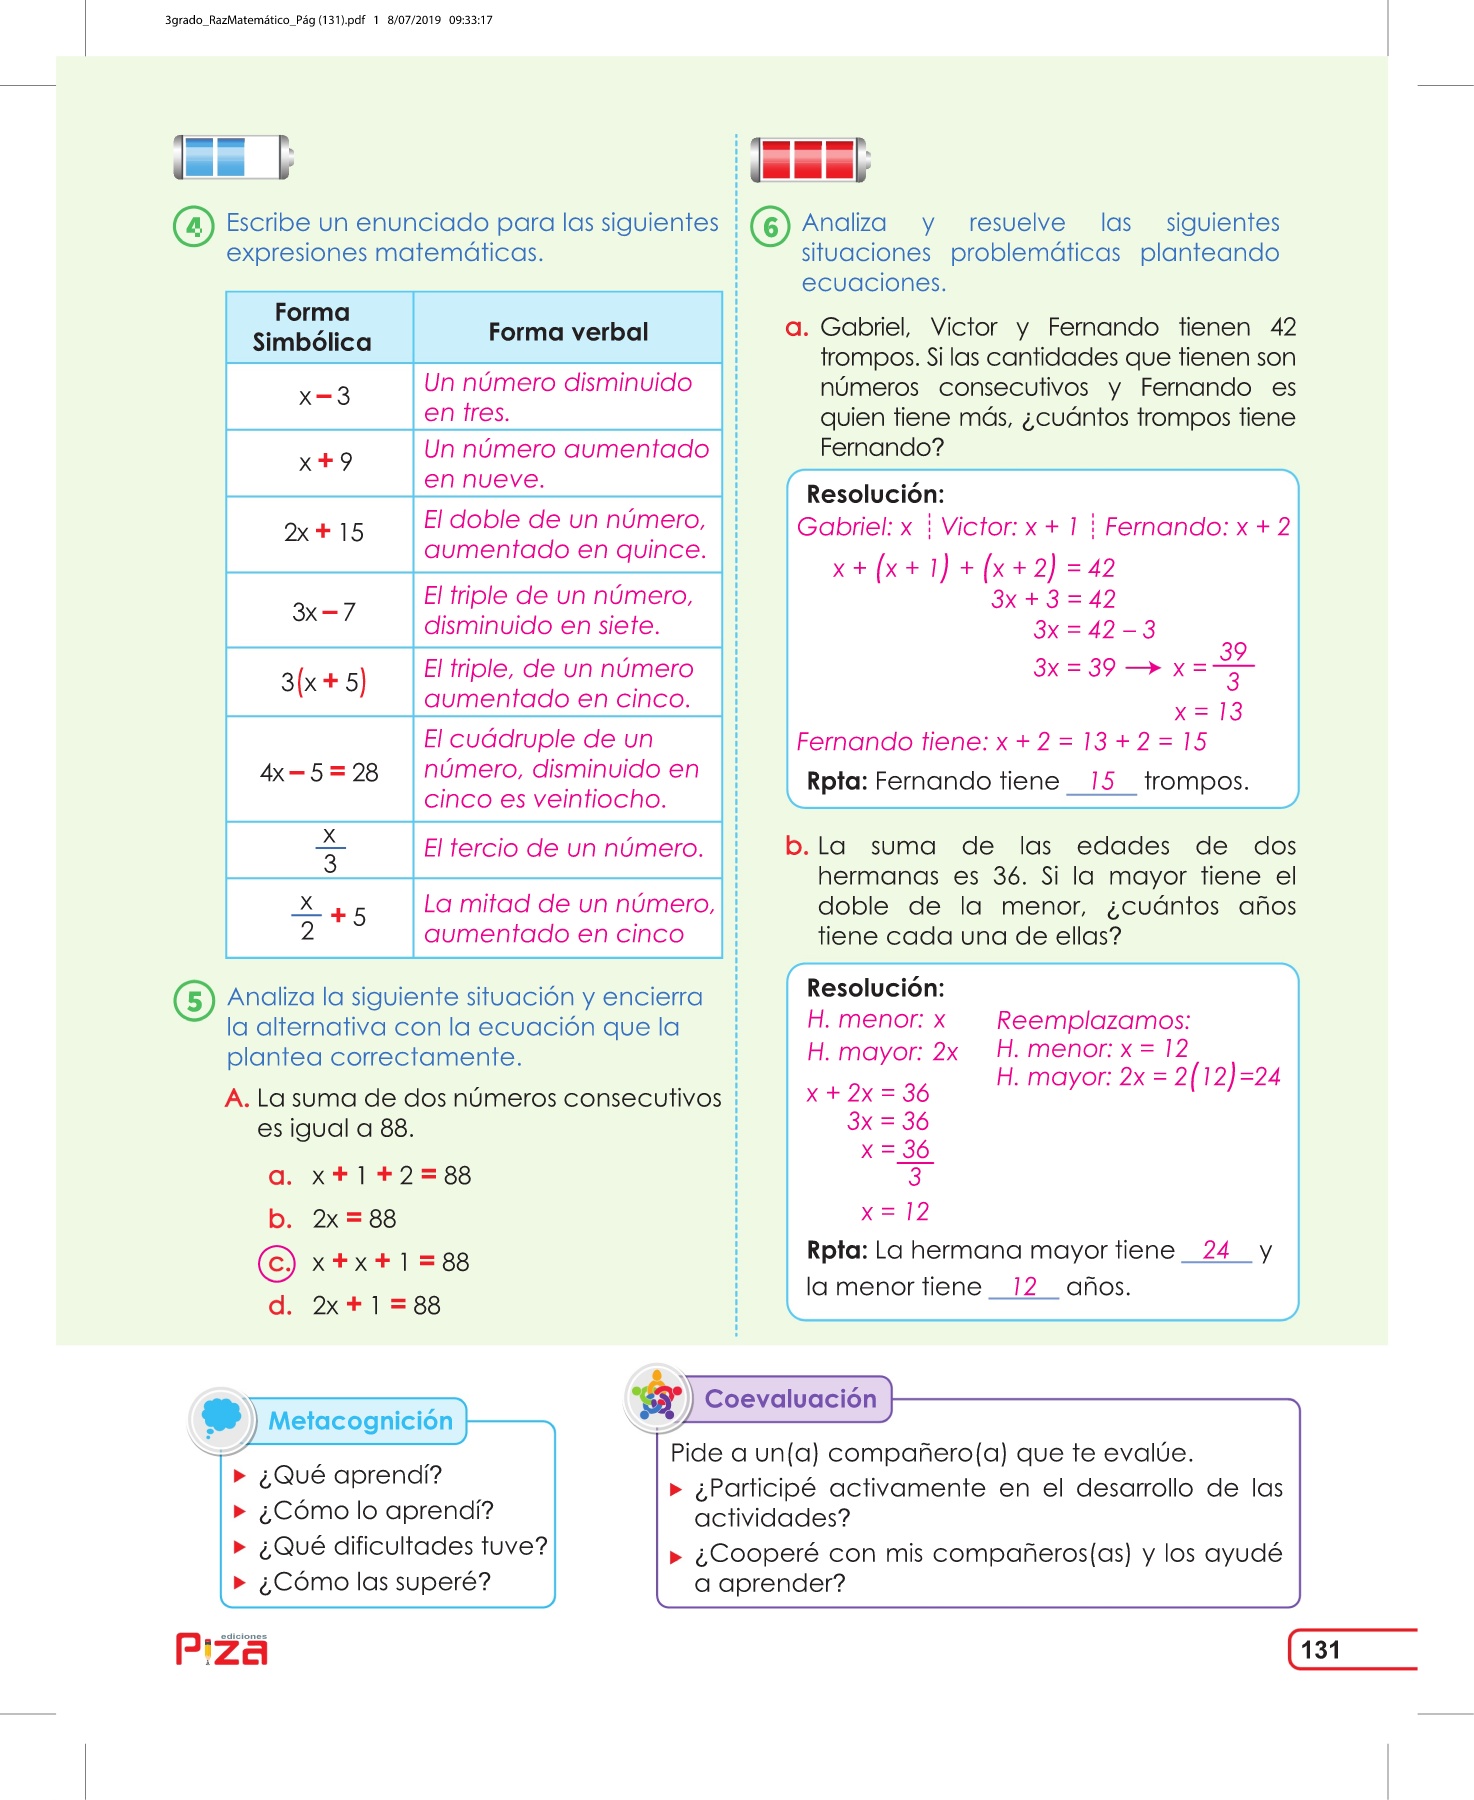 3grado_RazMatemático_Pág (131).pdf 1 8/07/2019 09:33:17
4 Escribe un enunciado para las siguientes
expresiones matemáticas.
Forma
Simbólica
Forma verbal
x – 3
Un número disminuido
en tres.
x + 9
Un número aumentado
en nueve.
2x + 15
El doble de un número,
aumentado en quince.
3x – 7
El triple de un número,
disminuido en siete.
3(x + 5)
El triple, de un número
aumentado en cinco.
4x – 5 = 28
El cuádruple de un
número, disminuido en
cinco es veintiocho.
x
3
El tercio de un número.
x
2
+ 5
La mitad de un número,
aumentado en cinco
5 Analiza la siguiente situación y encierra
la alternativa con la ecuación que la
plantea correctamente.
A. La suma de dos números consecutivos
es igual a 88.
a. x + 1 + 2 = 88
b. 2x = 88
c. x + x + 1 = 88
d. 2x + 1 = 88
6 Analiza y resuelve las siguientes
situaciones problemáticas planteando
ecuaciones.
a. Gabriel, Victor y Fernando tienen 42
trompos. Si las cantidades que tienen son
números consecutivos y Fernando es
quien tiene más, ¿cuántos trompos tiene
Fernando?
Resolución:
Gabriel: x ¦ Victor: x + 1 ¦ Fernando: x + 2
x + (x + 1) + (x + 2) = 42
3x + 3 = 42
3x = 42 – 3
3x = 39 → x = 39
3
x = 13
Fernando tiene: x + 2 = 13 + 2 = 15
Rpta: Fernando tiene 15 trompos.
b. La suma de las edades de dos
hermanas es 36. Si la mayor tiene el
doble de la menor, ¿cuántos años
tiene cada una de ellas?
Resolución:
H. menor: x
H. mayor: 2x
x + 2x = 36
3x = 36
x = 36
3
x = 12
Reemplazamos:
H. menor: x = 12
H. mayor: 2x = 2(12)=24
Rpta: La hermana mayor tiene 24 y
la menor tiene 12 años.
Metacognición
¿Qué aprendí?
¿Cómo lo aprendí?
¿Qué dificultades tuve?
¿Cómo las superé?
Coevaluación
Pide a un(a) compañero(a) que te evalúe.
¿Participé activamente en el desarrollo de las
actividades?
¿Cooperé con mis compañeros(as) y los ayudé
a aprender?
ediciones
Piza
131